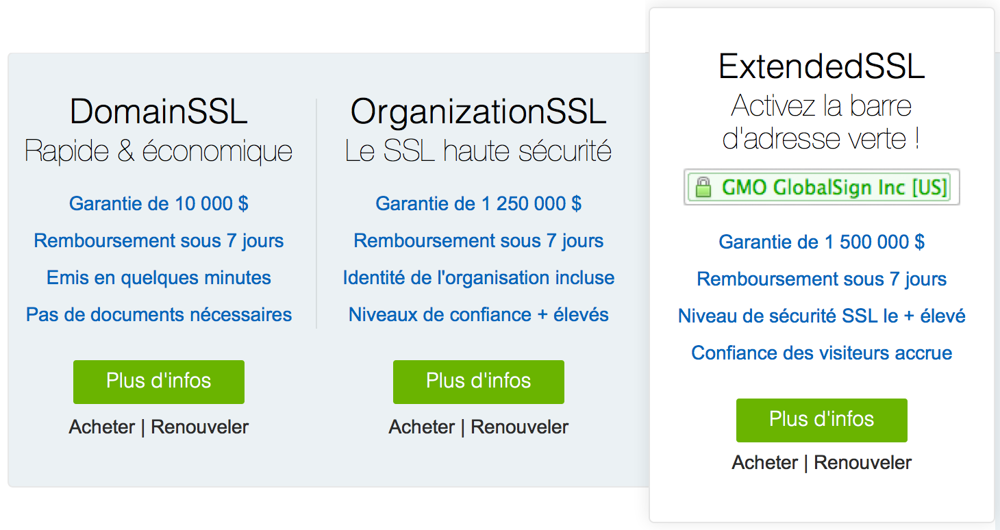 DomainSSL
Rapide & économique
Garantie de 10 000 $
Remboursement sous 7 jours
Emis en quelques minutes
Pas de documents nécessaires
Plus d'infos
Acheter | Renouveler
OrganizationSSL
Le SSL haute sécurité
Garantie de 1 250 000 $
Remboursement sous 7 jours
Identité de l'organisation incluse
Niveaux de confiance + élevés
Plus d'infos
Acheter | Renouveler
ExtendedSSL
Activez la barre
d'adresse verte !
GMO GlobalSign Inc [US]
Garantie de 1 500 000 $
Remboursement sous 7 jours
Niveau de sécurité SSL le + élevé
Confiance des visiteurs accrue
Plus d'infos
Acheter | Renouveler